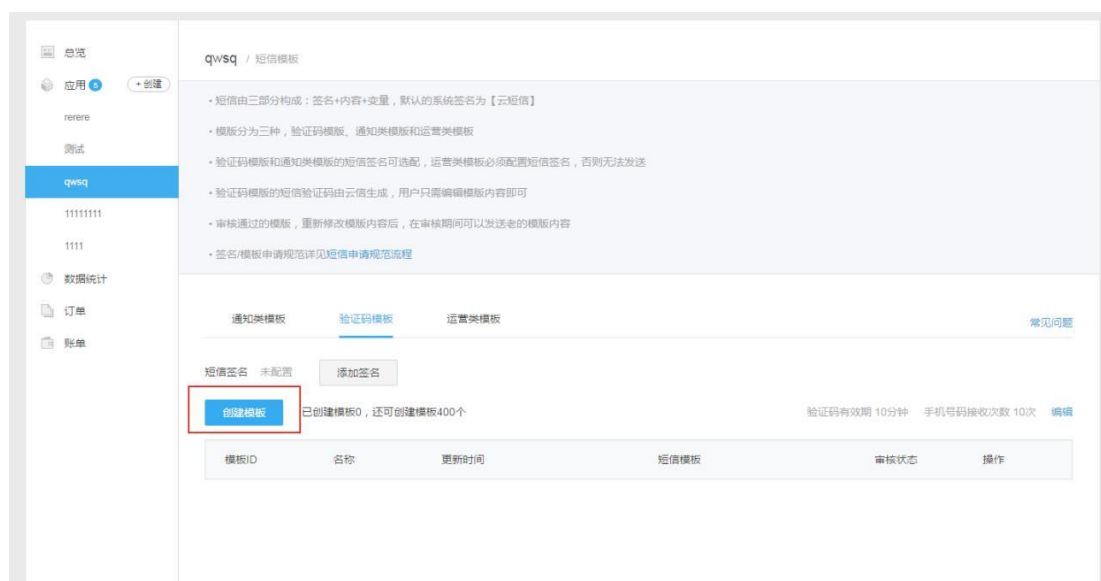 总览
应用 5 +创建
rerere
测试
qwsq
11111111
1111
数据统计
订单
账单
qwsq / 短信模板
•短信由三部分构成：签名+内容+变量，默认的系统签名为【云短信】
•模版分为三种，验证码模版、通知类模版和运营类模板
•验证码模版和通知类模版的短信签名可选配，运营类模板必须配置短信签名，否则无法发送
•验证码模版的短信验证码由云信生成，用户只需编辑模版内容即可
•审核通过的模版，重新修改模版内容后，在审核期间可以发送老的模版内容
•签名/模板申请规范详见短信申请规范流程
通知类模板 验证码模板 运营类模板 常见问题
短信签名 未配置 添加签名
创建模板 已创建模板0，还可创建模板400个 验证码有效期 10分钟 手机号码接收次数 10次 编辑
模板ID 名称 更新时间 短信模板 审核状态 操作